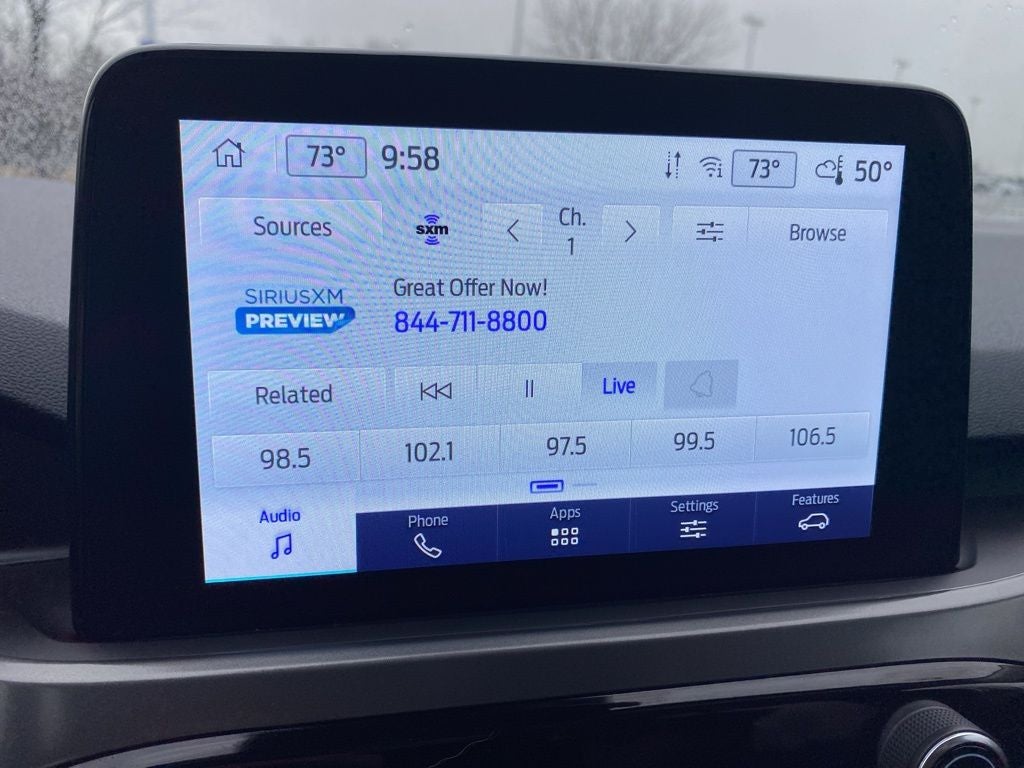 73° 9:58 73° 50°
Sources sxm Ch. Browse
1
SIRIUSXM
PREVIEW
Great Offer Now!
844-711-8800
Related Live
98.5 102.1 97.5 99.5 106.5
Audio Phone Apps Settings Features